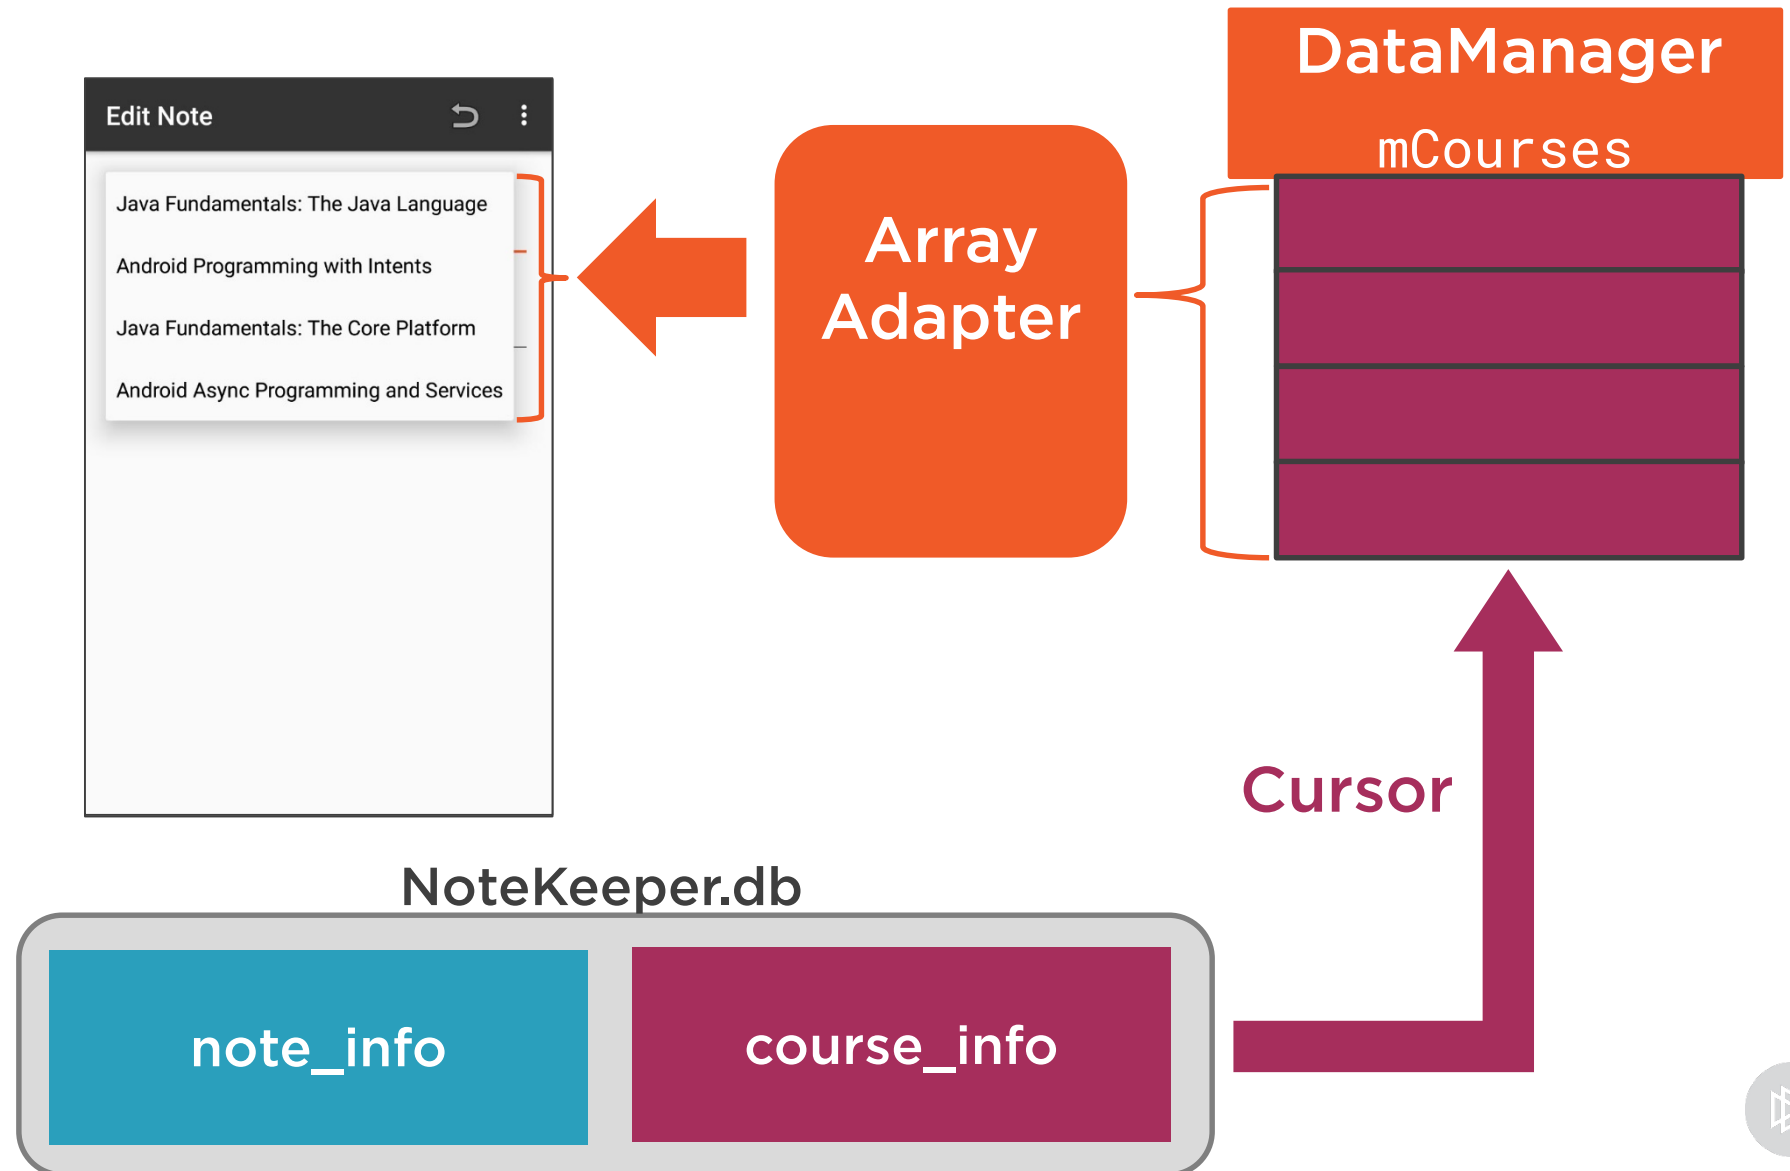 DataManager
mCourses
Edit Note
Java Fundamentals: The Java Language
Android Programming with Intents
Java Fundamentals: The Core Platform
Android Async Programming and Services
Array
Adapter
Cursor
NoteKeeper.db
note_info
course_info